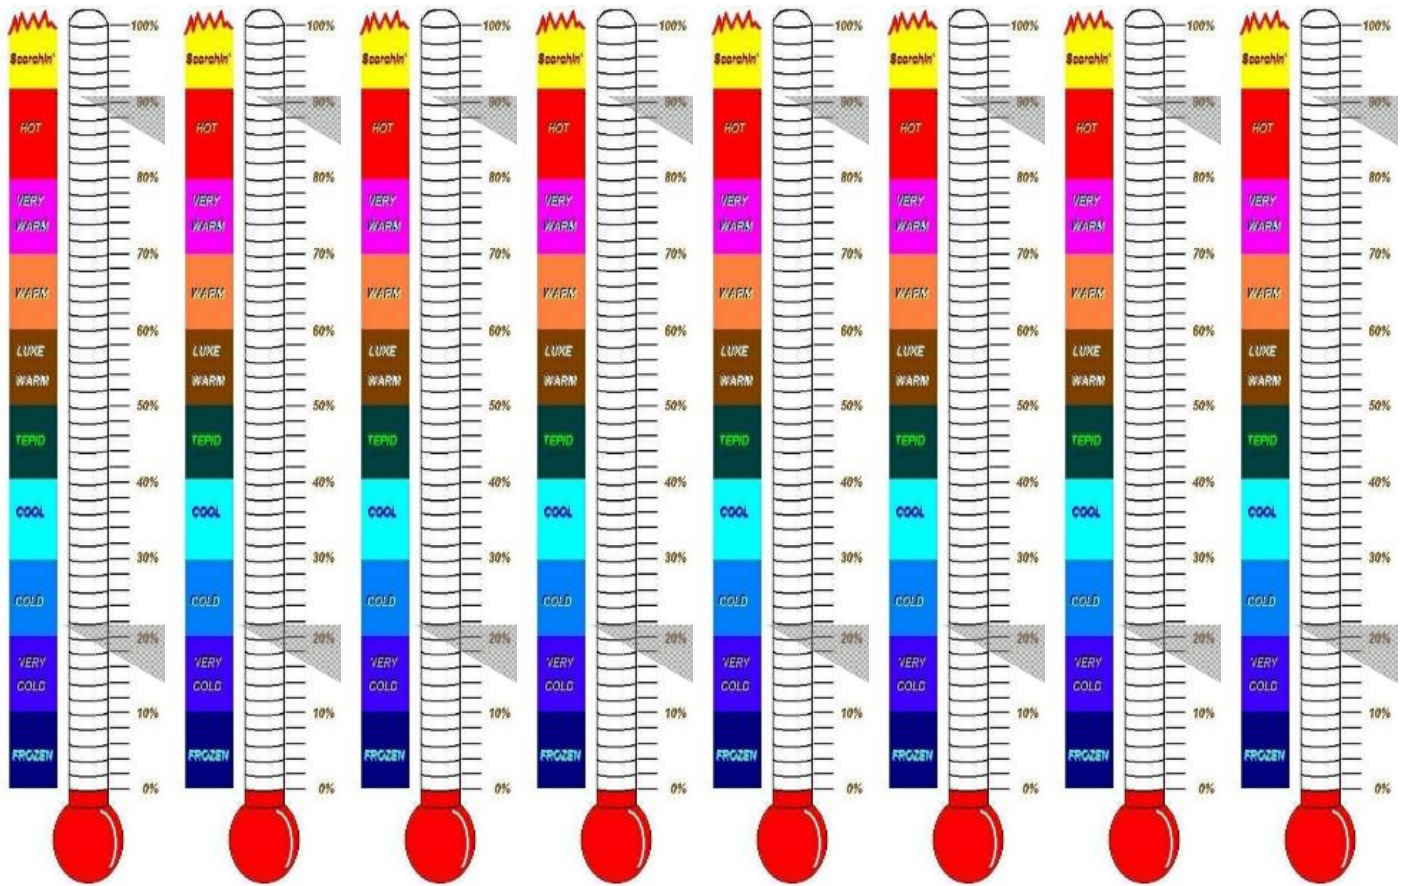 100% 100% 100% 100% 100% 100% 100% 100%
Scorchin' Scorchin' Scorchin' Scorchin' Scorchin' Scorchin' Scorchin' Scorchin'
90% 90% 90% 90% 90% 90% 90% 90%
HOT HOT HOT HOT HOT HOT HOT HOT
80% 80% 80% 80% 80% 80% 80% 80%
VERY VERY VERY VERY VERY VERY VERY VERY
WARM WARM WARM WARM WARM WARM WARM WARM
70% 70% 70% 70% 70% 70% 70% 70%
WARM WARM WARM WARM WARM WARM WARM WARM
60% 60% 60% 60% 60% 60% 60% 60%
LUXE LUXE LUXE LUXE LUXE LUXE LUXE LUXE
WARM WARM WARM WARM WARM WARM WARM WARM
50% 50% 50% 50% 50% 50% 50% 50%
TEPID TEPID TEPID TEPID TEPID TEPID TEPID TEPID
40% 40% 40% 40% 40% 40% 40% 40%
COOL COOL COOL COOL COOL COOL COOL COOL
30% 30% 30% 30% 30% 30% 30% 30%
COLD COLD COLD COLD COLD COLD COLD COLD
20% 20% 20% 20% 20% 20% 20% 20%
VERY VERY VERY VERY VERY VERY VERY VERY
COLD COLD COLD COLD COLD COLD COLD COLD
10% 10% 10% 10% 10% 10% 10% 10%
FROZEN FROZEN FROZEN FROZEN FROZEN FROZEN FROZEN FROZEN
0% 0% 0% 0% 0% 0% 0% 0%